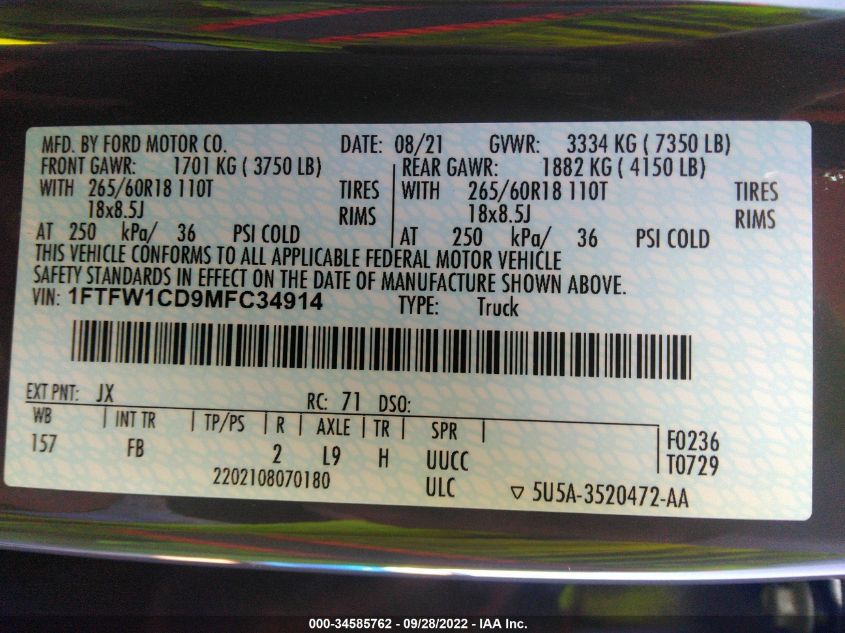 MFD. BY FORD MOTOR CO. DATE: 08/21 GVWR: 3334 KG ( 7350 LB)
FRONT GAWR: 1701 KG ( 3750 LB) REAR GAWR: 1882 KG ( 4150 LB)
WITH 265/60R18 110T TIRES WITH 265/60R18 110T TIRES
18x8.5J RIMS 18x8.5J RIMS
AT 250 kPa/ 36 PSI COLD AT 250 kPa/ 36 PSI COLD
THIS VEHICLE CONFORMS TO ALL APPLICABLE FEDERAL MOTOR VEHICLE
SAFETY STANDARDS IN EFFECT ON THE DATE OF MANUFACTURE SHOWN ABOVE.
VIN: 1FTFW1CD9MFC34914 TYPE: Truck
EXT PNT: JX RC: 71 DSO:
WB INT TR TP/PS R AXLE TR SPR F0236
157 FB 2 L9 H UUCC T0729
2202108070180 ULC ▽ 5U5A-3520472-AA
000-34585762 - 09/28/2022 - IAA Inc.